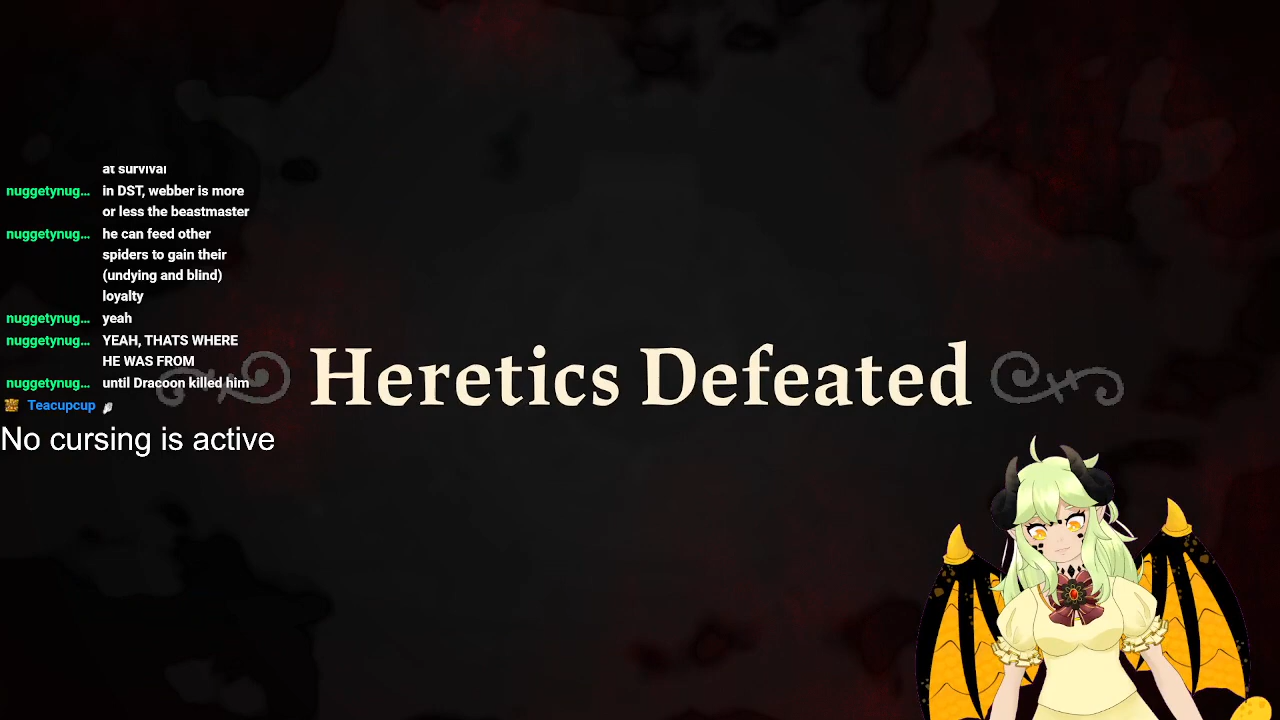 at survival
nuggetynug... in DST, webber is more
or less the beastmaster
nuggetynug... he can feed other
spiders to gain their
(undying and blind)
loyalty
nuggetynug... yeah
nuggetynug... YEAH, THATS WHERE
HE WAS FROM
nuggetynug... until Dracoon killed him
Teacupcup
No cursing is active
Heretics Defeated